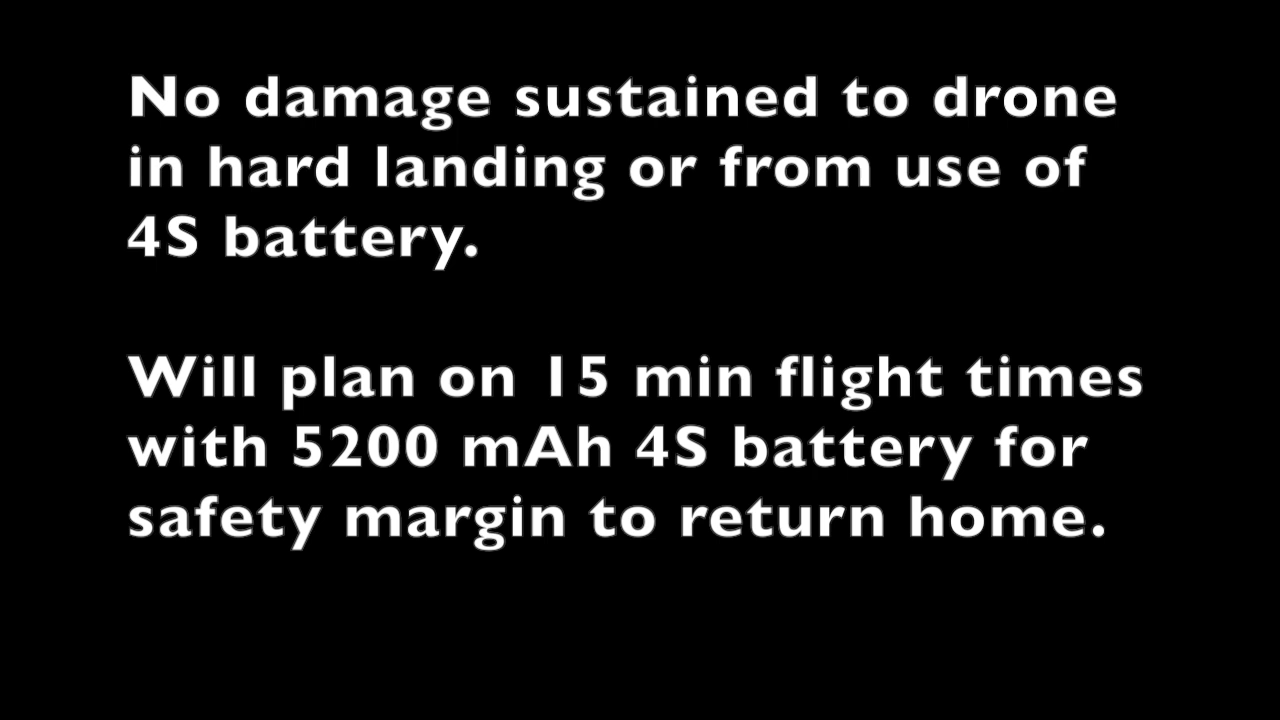 No damage sustained to drone
in hard landing or from use of
4S battery.
Will plan on 15 min flight times
with 5200 mAh 4S battery for
safety margin to return home.